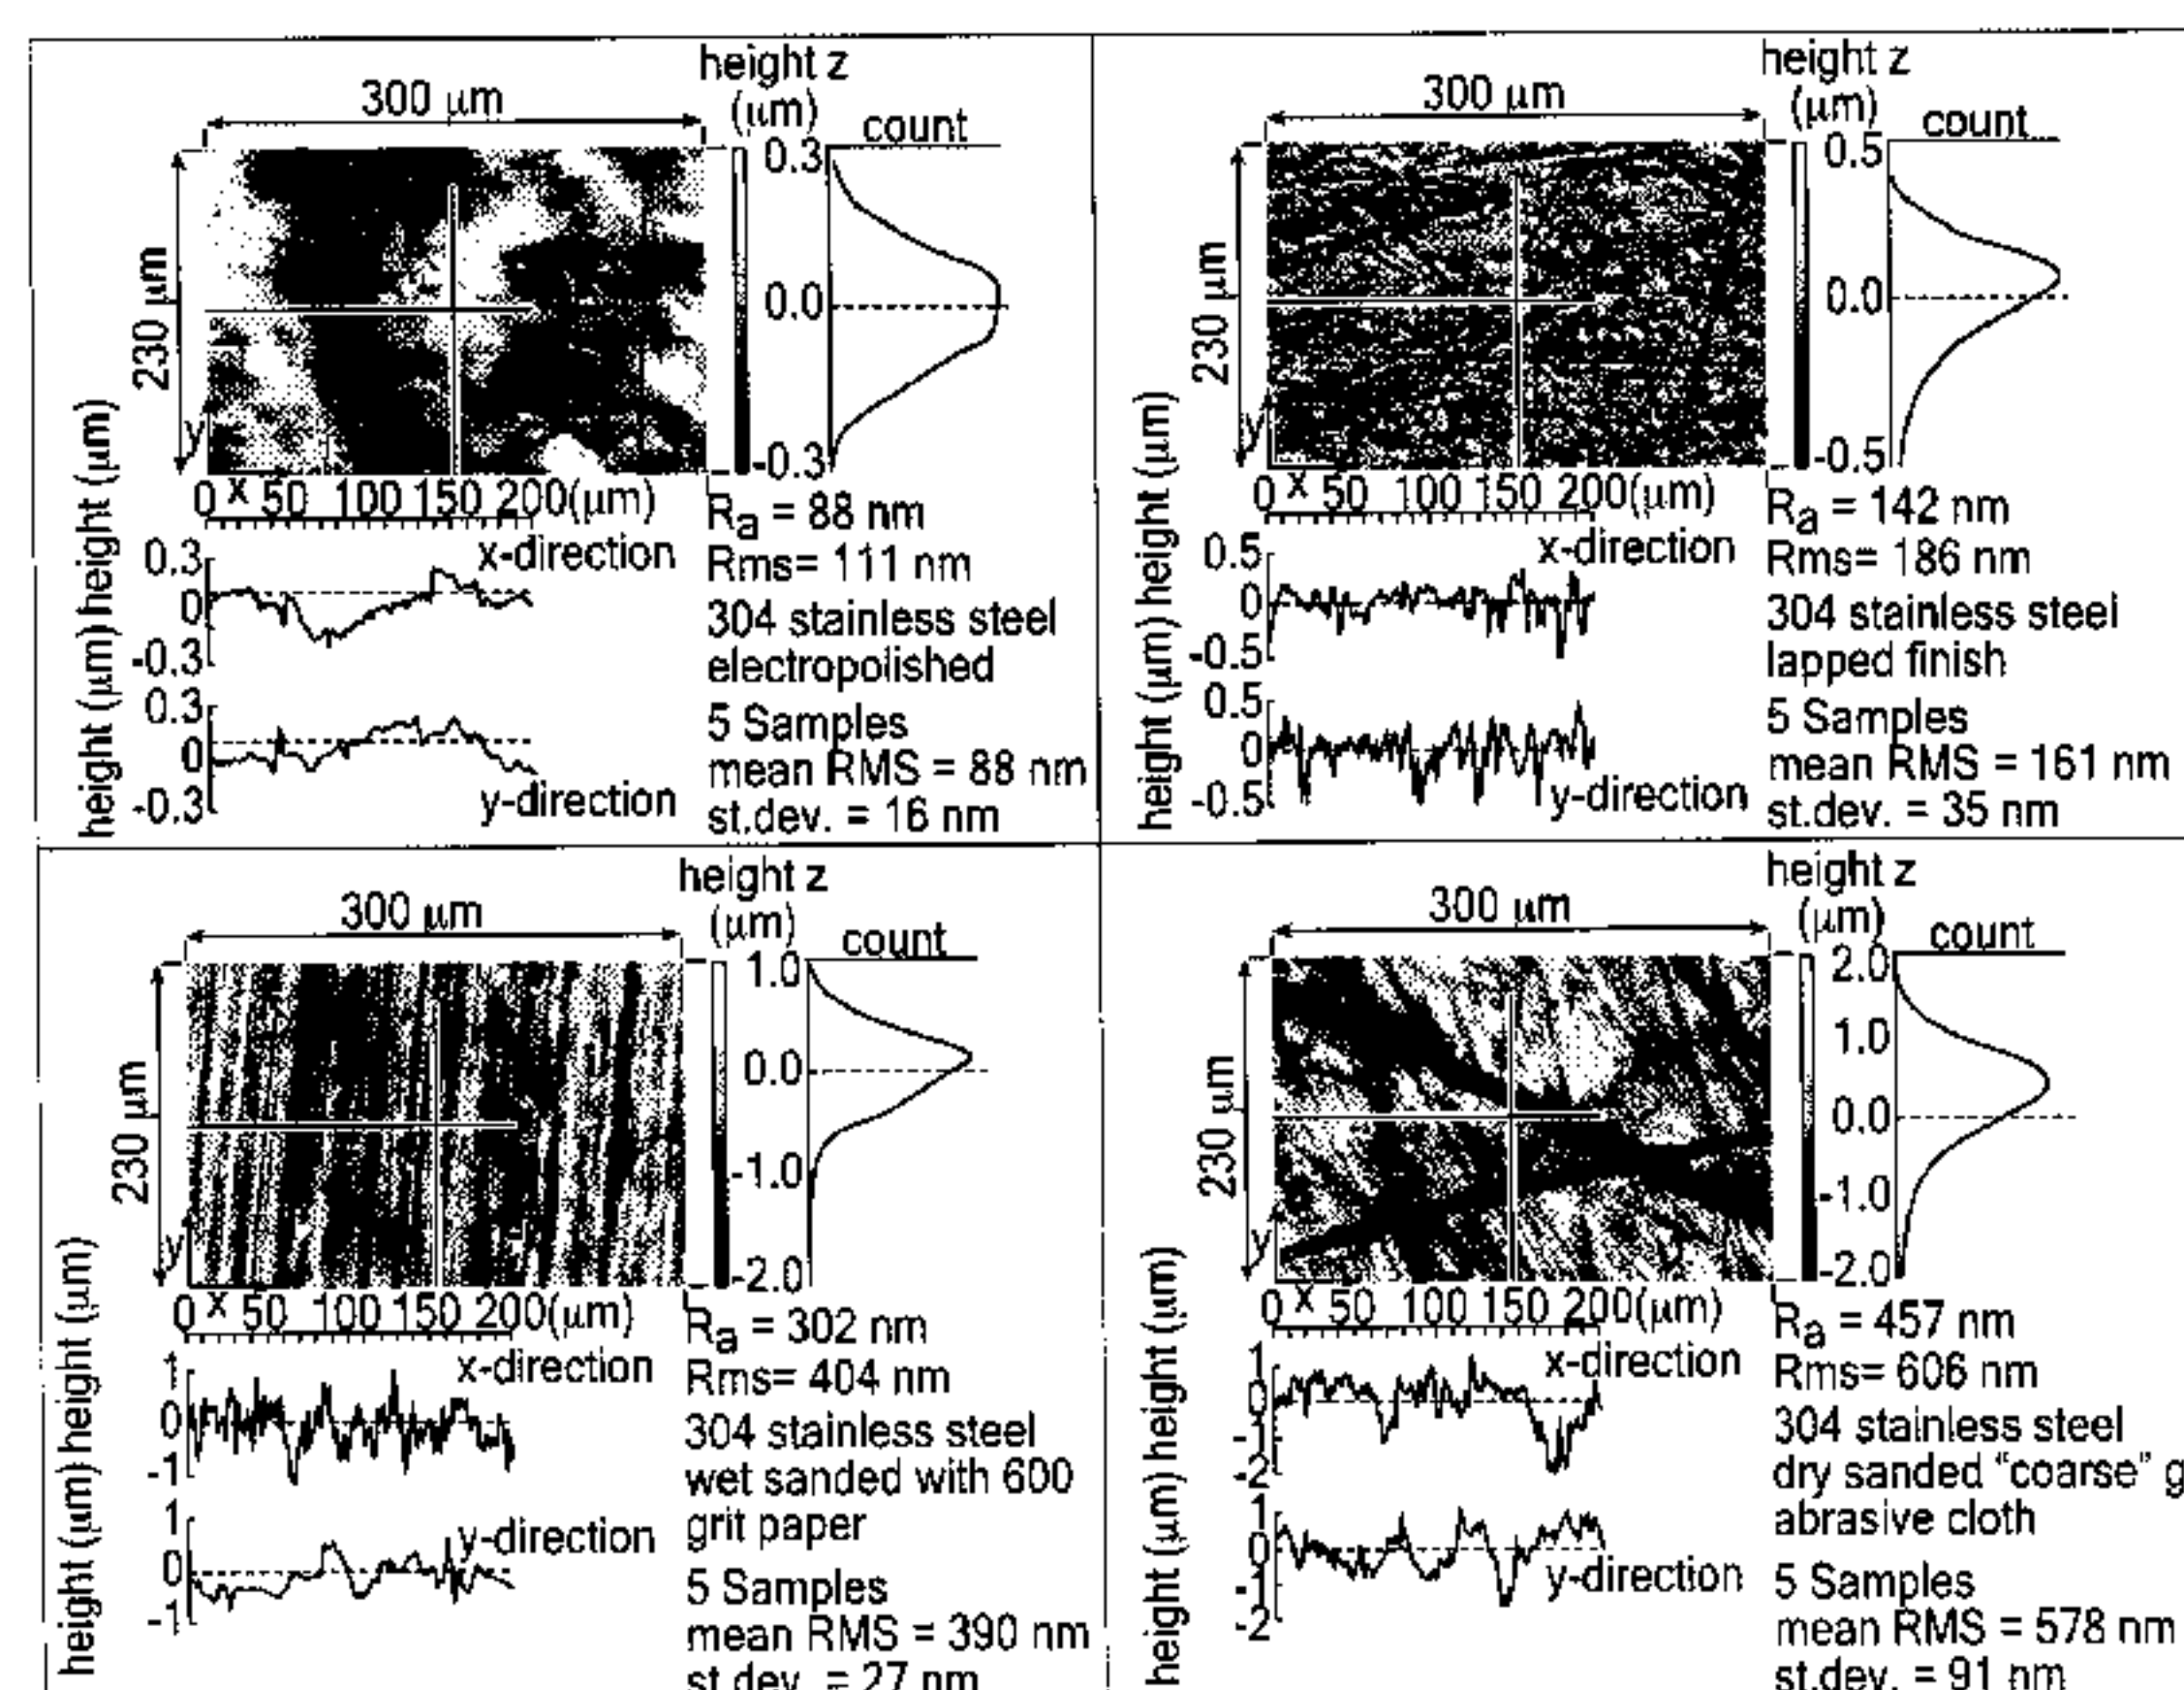 height z
(μm)
300 μm
count
0.3
0.0
-0.3
230 μm
y
0 x 50 100 150 200(μm)
height (μm) height (μm)
x-direction
0.3
0
-0.3
0.3
0
-0.3
y-direction
Ra = 88 nm
Rms= 111 nm
304 stainless steel
electropolished
5 Samples
mean RMS = 88 nm
st.dev. = 16 nm
height z
(μm)
300 μm
count
0.5
0.0
-0.5
230 μm
y
0 x 50 100 150 200(μm)
height (μm) height (μm)
x-direction
0.5
0
-0.5
0.5
0
-0.5
y-direction
Ra = 142 nm
Rms= 186 nm
304 stainless steel
lapped finish
5 Samples
mean RMS = 161 nm
st.dev. = 35 nm
height z
(μm)
300 μm
count
1.0
0.0
-1.0
-2.0
230 μm
y
0 x 50 100 150 200(μm)
height (μm) height (μm)
x-direction
1
0
-1
1
0
-1
y-direction
Ra = 302 nm
Rms= 404 nm
304 stainless steel
wet sanded with 600
grit paper
5 Samples
mean RMS = 390 nm
st.dev. = 27 nm
height z
(μm)
300 μm
count
2.0
1.0
0.0
-1.0
-2.0
230 μm
y
0 x 50 100 150 200(μm)
height (μm) height (μm)
x-direction
1
0
-1
-2
1
0
-1
-2
y-direction
Ra = 457 nm
Rms= 606 nm
304 stainless steel
dry sanded “coarse” g
abrasive cloth
5 Samples
mean RMS = 578 nm
st.dev. = 91 nm